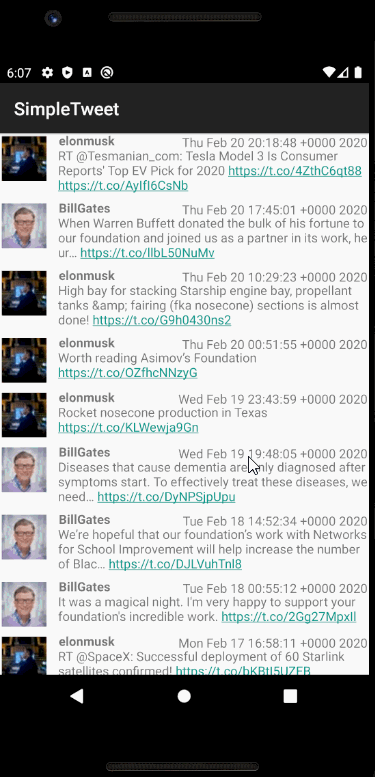 6:07
SimpleTweet
elonmusk Thu Feb 20 20:18:48 +0000 2020
RT @Tesmanian_com: Tesla Model 3 Is Consumer
Reports' Top EV Pick for 2020 https://t.co/4ZthC6qt88
https://t.co/AyIfI6CsNb
BillGates Thu Feb 20 17:45:01 +0000 2020
When Warren Buffett donated the bulk of his fortune to
our foundation and joined us as a partner in its work, he
ur… https://t.co/IlbL50NuMv
elonmusk Thu Feb 20 10:29:23 +0000 2020
High bay for stacking Starship engine bay, propellant
tanks &amp; fairing (fka nosecone) sections is almost
done! https://t.co/G9h0430ns2
elonmusk Thu Feb 20 00:51:55 +0000 2020
Worth reading Asimov's Foundation
https://t.co/OZfhcNNzyG
elonmusk Wed Feb 19 23:43:59 +0000 2020
Rocket nosecone production in Texas
https://t.co/KLWewja9Gn
BillGates Wed Feb 19 19:48:05 +0000 2020
Diseases that cause dementia are only diagnosed after
symptoms start. To effectively treat these diseases, we
need… https://t.co/DyNPSjpUpu
BillGates Tue Feb 18 14:52:34 +0000 2020
We're hopeful that our foundation's work with Networks
for School Improvement will help increase the number
of Blac… https://t.co/DJLVuhTnl8
BillGates Tue Feb 18 00:55:12 +0000 2020
It was a magical night. I'm very happy to support your
foundation's incredible work. https://t.co/2Gg27MpxIl
elonmusk Mon Feb 17 16:58:11 +0000 2020
RT @SpaceX: Successful deployment of 60 Starlink
satellites confirmed! https://t.co/bKBtI5UZEB